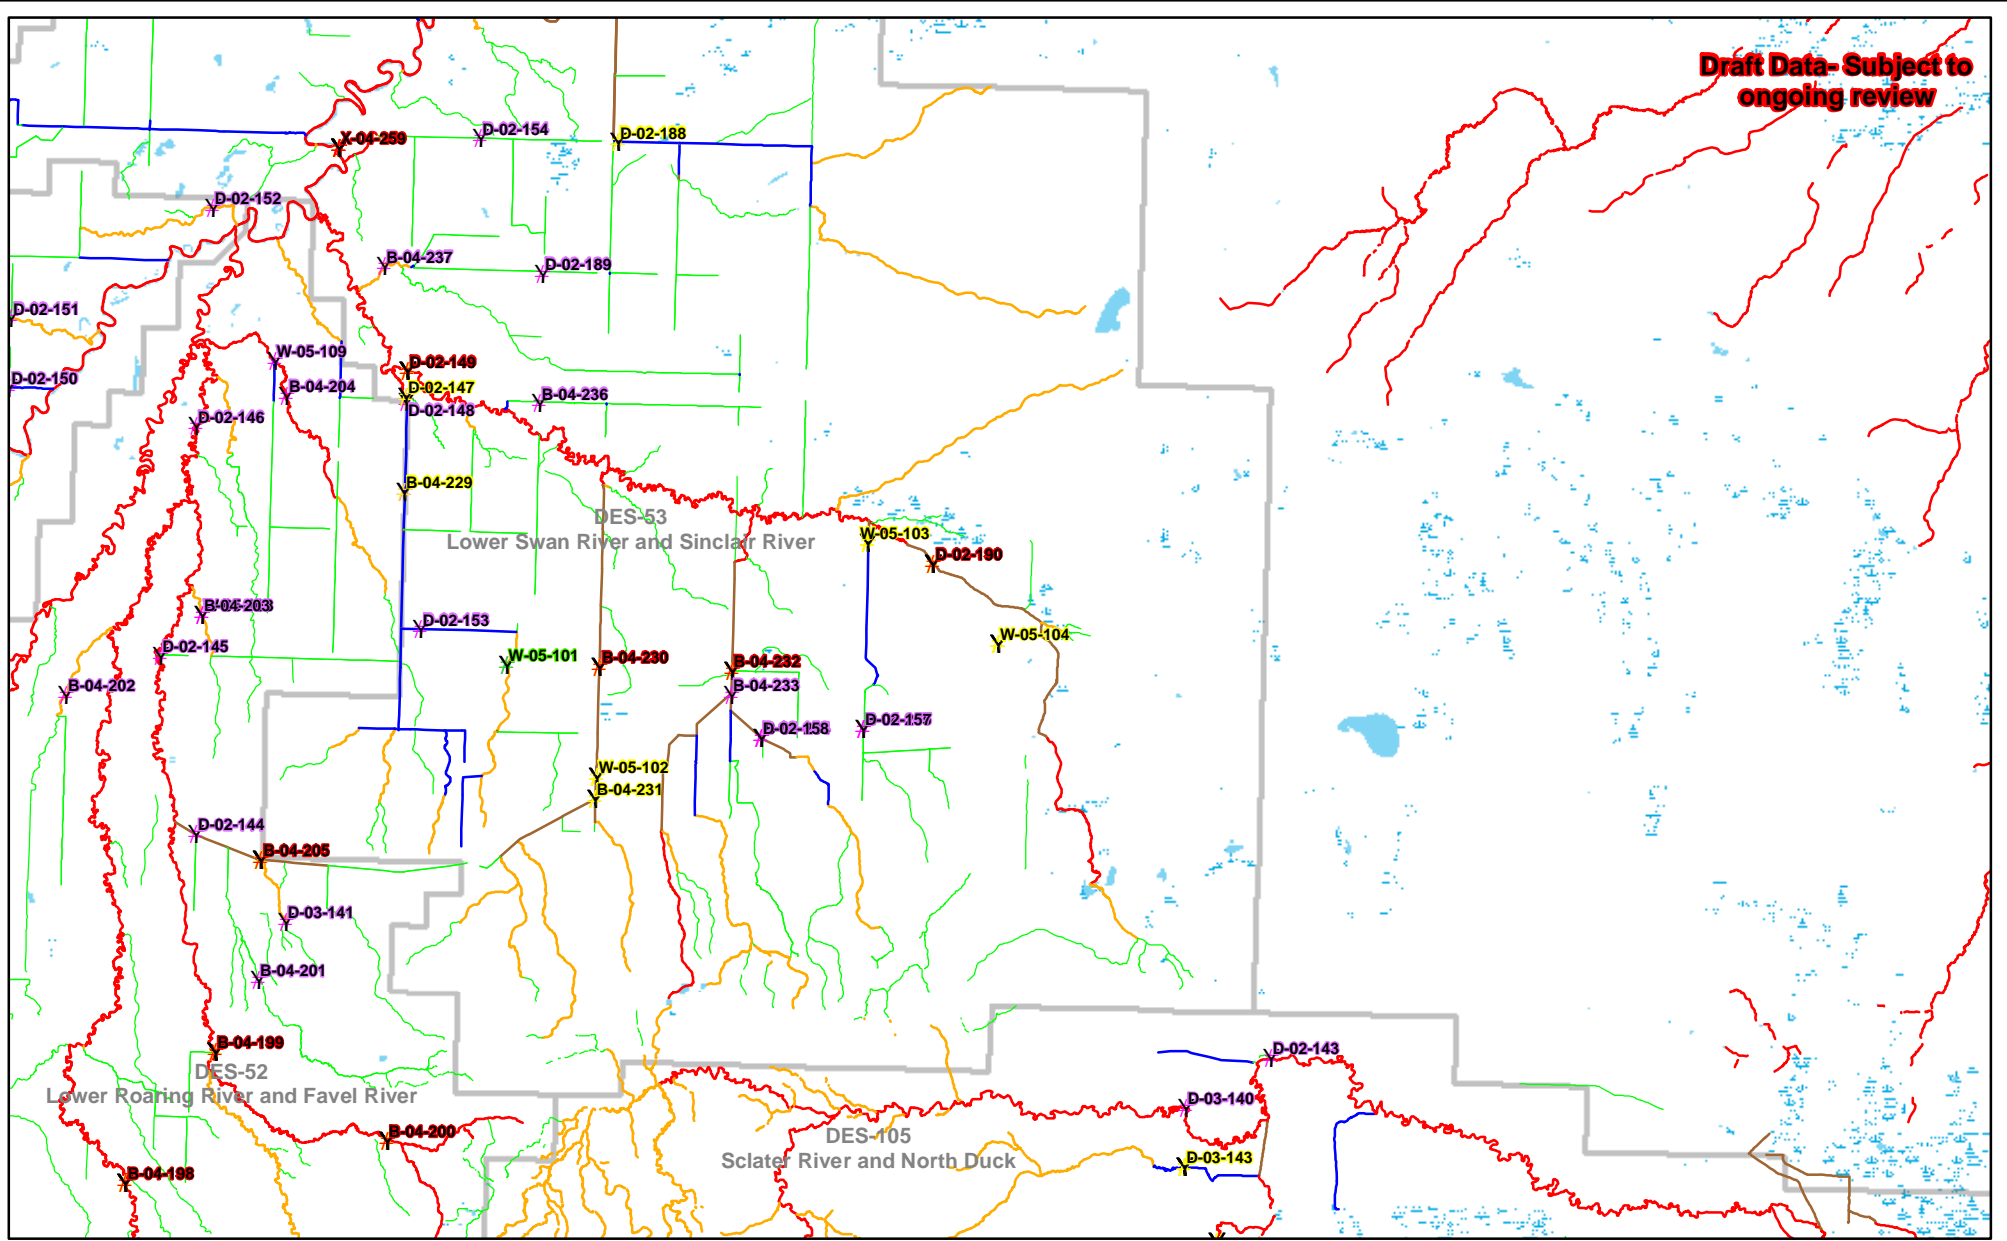 Draft Data- Subject to
ongoing review
X-04-259
D-02-154
D-02-188
D-02-152
B-04-237
D-02-189
D-02-151
W-05-109
D-02-149
D-02-150
B-04-204
D-02-147
B-04-236
D-02-148
D-02-146
B-04-229
DES-53
Lower Swan River and Sinclair River
W-05-103
D-02-190
B-04-203
D-02-153
W-05-104
D-02-145
W-05-101
B-04-230
B-04-232
B-04-202
B-04-233
D-02-158
D-02-157
W-05-102
B-04-231
D-02-144
B-04-205
D-03-141
B-04-201
B-04-199
D-02-143
DES-52
Lower Roaring River and Favel River
D-03-140
B-04-200
DES-105
Sclater River and North Duck
D-03-143
B-04-198